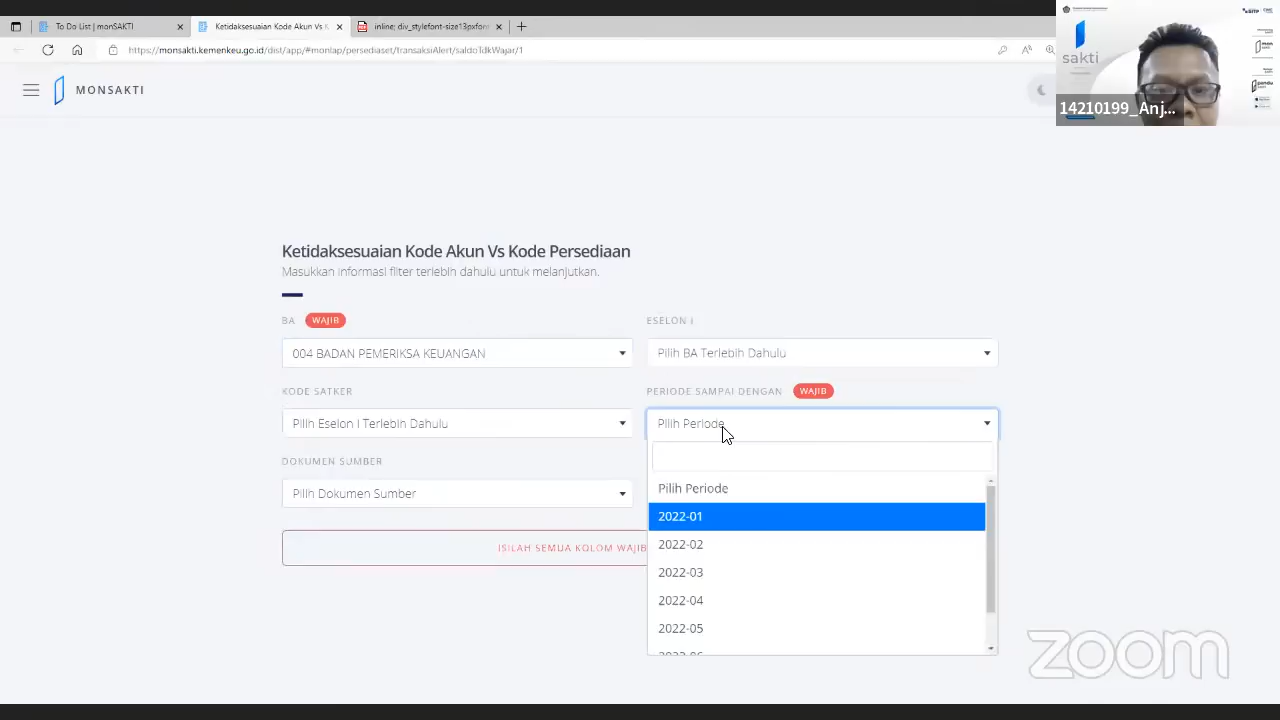 To Do List | monSAKTI
Ketidaksesuaian Kode Akun Vs K
inline; div_stylefont-size13oxfore
https://monsakti.kemenkeu.go.id/dist/app/#monlap/persediaset/transaksiAlert/saldoTdkWajar/1
MONSAKTI
sakti
14210199_Anj...
Ketidaksesuaian Kode Akun Vs Kode Persediaan
Masukkan informasi filter terlebih dahulu untuk melanjutkan.
BA WAJIB
ESELON I
004 BADAN PEMERIKSA KEUANGAN
Pilih BA Terlebih Dahulu
KODE SATKER
PERIODE SAMPAI DENGAN WAJIB
Pilih Eselon I Terlebih Dahulu
Pilih Periode
DOKUMEN SUMBER
Pilih Dokumen Sumber
Pilih Periode
2022-01
2022-02
2022-03
2022-04
2022-05
2022-06
ISILAH SEMUA KOLOM WAJIB
zoom